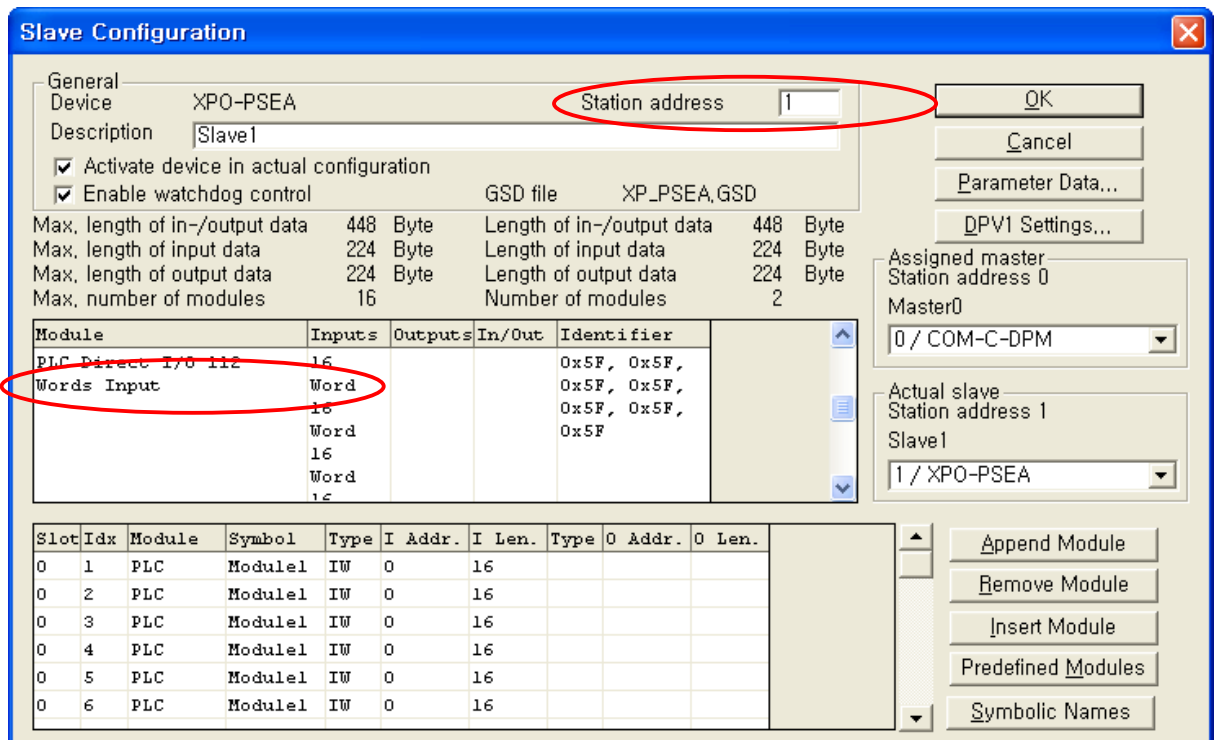 Slave Configuration
General
Device XPO-PSEA Station address 1
Description Slave1
Activate device in actual configuration
Enable watchdog control GSD file XP_PSEA,GSD
Max, length of in-/output data 448 Byte Length of in-/output data 448 Byte
Max, length of input data 224 Byte Length of input data 224 Byte
Max, length of output data 224 Byte Length of output data 224 Byte
Max, number of modules 16 Number of modules 2
OK
Cancel
Parameter Data,,,
DPV1 Settings,,,
Assigned master
Station address 0
Master0
0 / COM-C-DPM
Actual slave
Station address 1
Slave1
1 / XPO-PSEA
Module Inputs Outputs In/Out Identifier
PLC Direct I/O 112 16 0x5F, 0x5F,
Words Input Word 0x5F, 0x5F,
16 0x5F, 0x5F,
Word 0x5F
16
Word
16
Slot Idx Module Symbol Type I Addr. I Len. Type O Addr. O Len.
0 1 PLC Module1 IW 0 16
0 2 PLC Module1 IW 0 16
0 3 PLC Module1 IW 0 16
0 4 PLC Module1 IW 0 16
0 5 PLC Module1 IW 0 16
0 6 PLC Module1 IW 0 16
Append Module
Remove Module
Insert Module
Predefined Modules
Symbolic Names